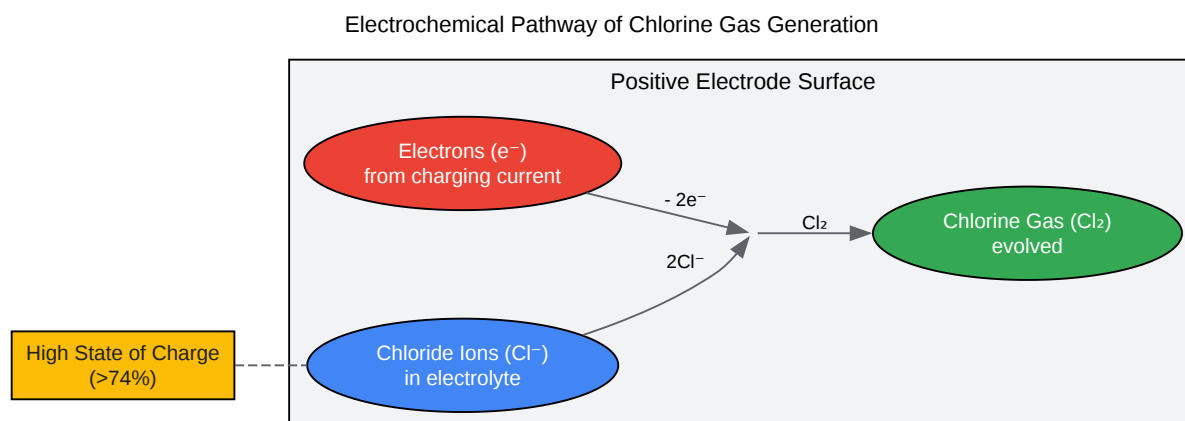 Electrochemical Pathway of Chlorine Gas Generation
Positive Electrode Surface
Electrons (e⁻)
from charging current
- 2e⁻
Cl₂
Chlorine Gas (Cl₂)
evolved
2Cl⁻
High State of Charge
(>74%)
Chloride Ions (Cl⁻)
in electrolyte